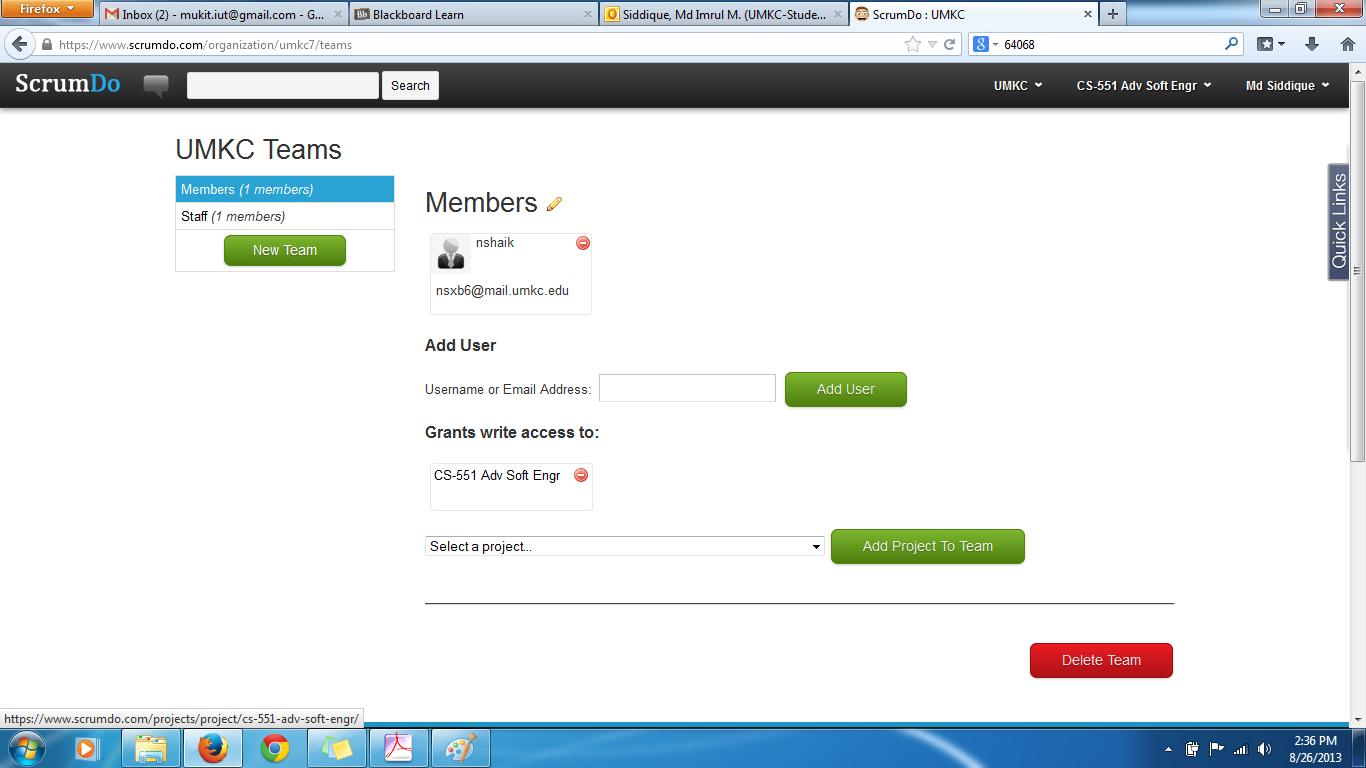 Firefox
Inbox (2) - mukit.iut@gmail.com - G...
Blackboard Learn
Siddique, Md Imrul M. (UMKC-Stude...
ScrumDo : UMKC
https://www.scrumdo.com/organization/umkc7/teams
64068
ScrumDo
Search
UMKC
CS-551 Adv Soft Engr
Md Siddique
UMKC Teams
Members (1 members)
Staff (1 members)
New Team
Members
nshaik
nsxb6@mail.umkc.edu
Add User
Username or Email Address:
Add User
Grants write access to:
CS-551 Adv Soft Engr
Select a project...
Add Project To Team
Delete Team
Quick Links
https://www.scrumdo.com/projects/project/cs-551-adv-soft-engr/
2:36 PM
8/26/2013